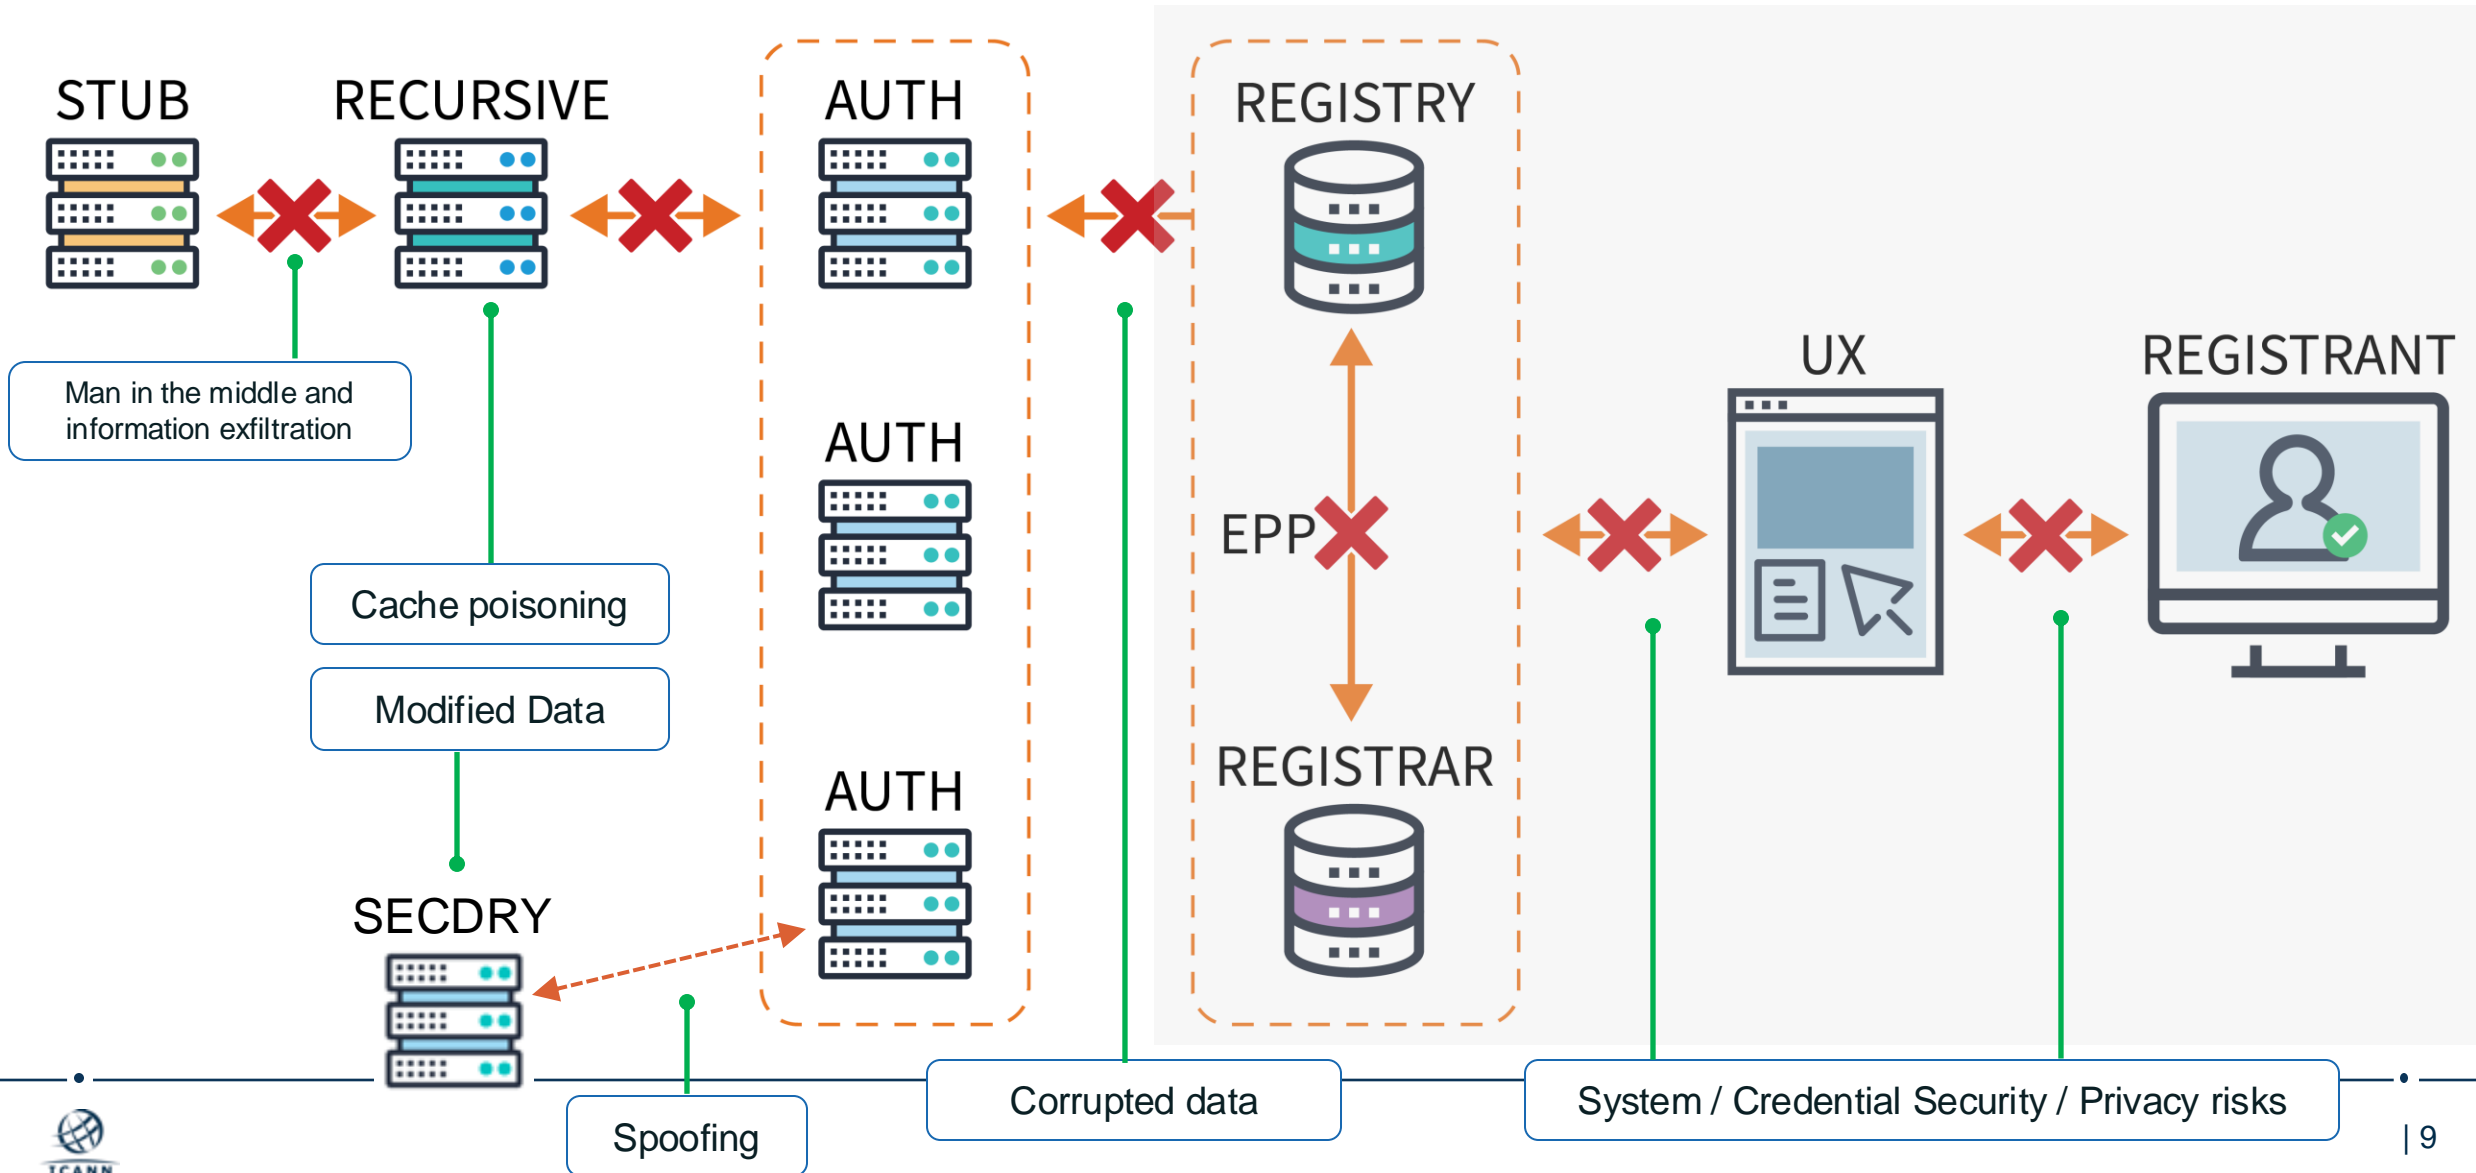 STUB
RECURSIVE
AUTH
REGISTRY
Man in the middle and
information exfiltration
AUTH
UX
REGISTRANT
EPP
Cache poisoning
Modified Data
AUTH
REGISTRAR
SECDRY
Corrupted data
System / Credential Security / Privacy risks
Spoofing
ICANN
| 9